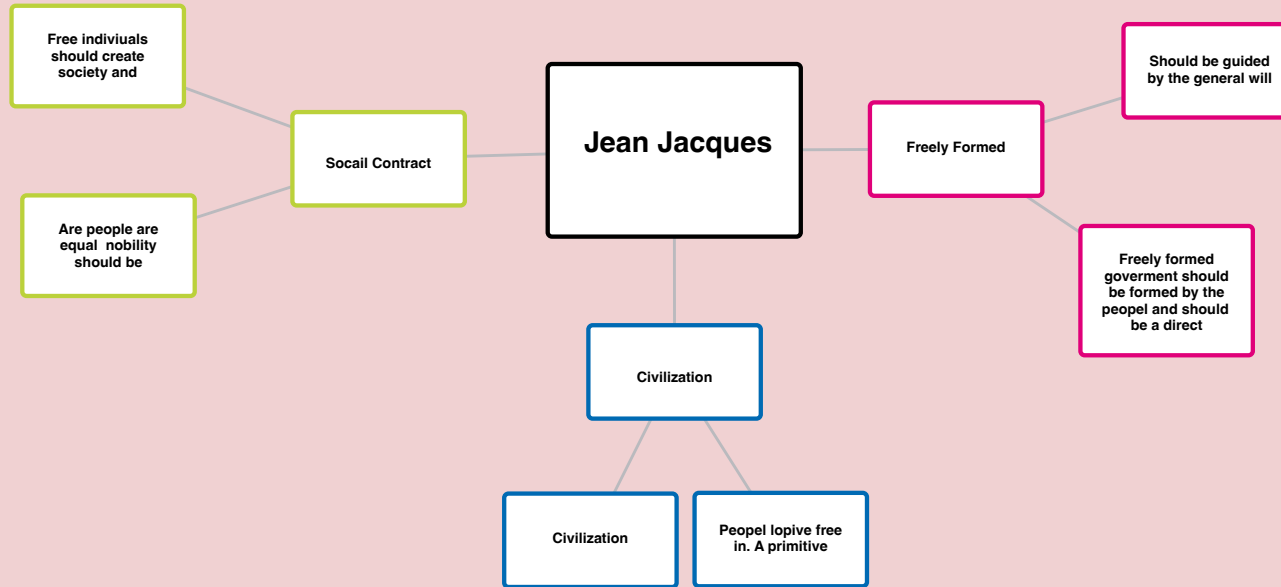 Free indiviuals
should create
society and
Should be guided
by the general will
Jean Jacques
Freely Formed
Socail Contract
Are people are
equal nobility
should be
Freely formed
goverment should
be formed by the
peopel and should
be a direct
Civilization
Civilization
Peopel lopive free
in. A primitive